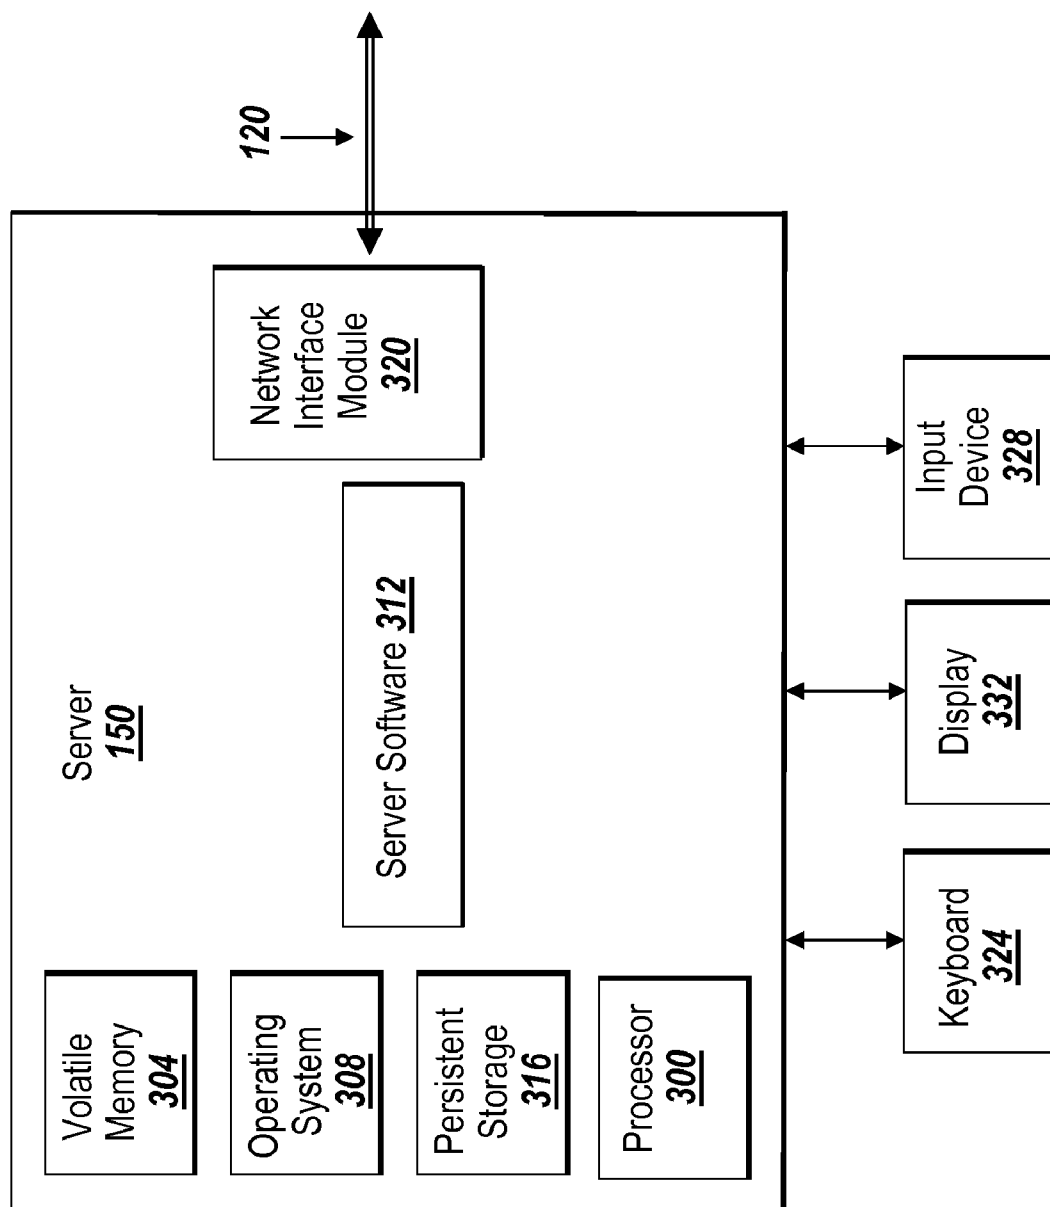 Server
150
120
Volatile
Memory
304
Operating
System
308
Persistent
Storage
316
Processor
300
Server Software 312
Network
Interface
Module
320
Keyboard
324
Display
332
Input
Device
328